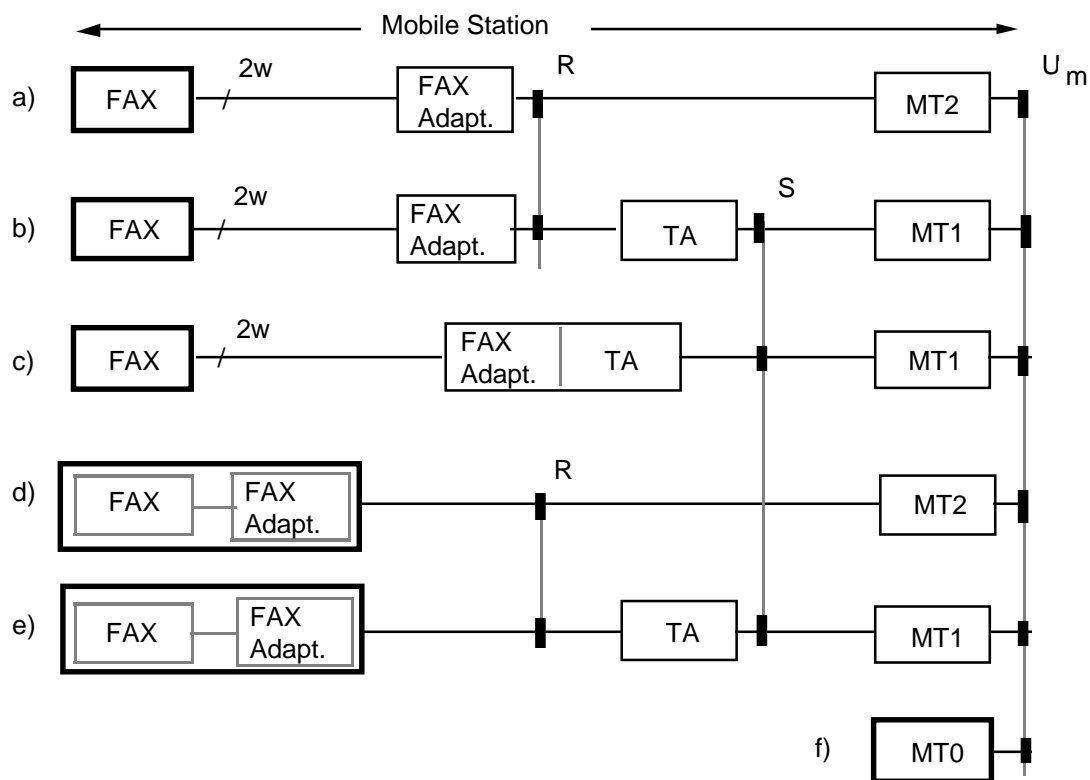 Mobile Station
2w
R
U m
a)
FAX
FAX
Adapt.
MT2
2w
S
b)
FAX
FAX
Adapt.
TA
MT1
2w
c)
FAX
FAX
Adapt.
TA
MT1
R
d)
FAX
FAX
Adapt.
MT2
e)
FAX
FAX
Adapt.
TA
MT1
f)
MT0